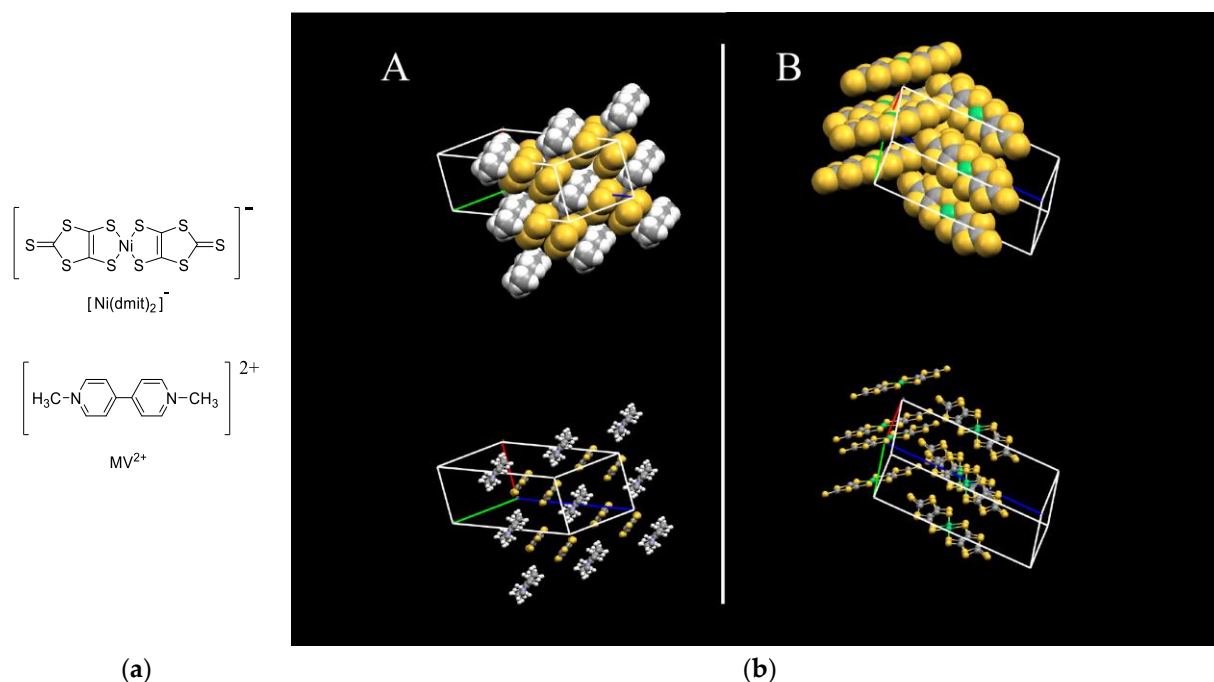 A
B
S S S S S
S Ni S
S S S S
−
[Ni(dmit)2]−
2+
H3C—N N—CH3
MV2+
(a)
(b)